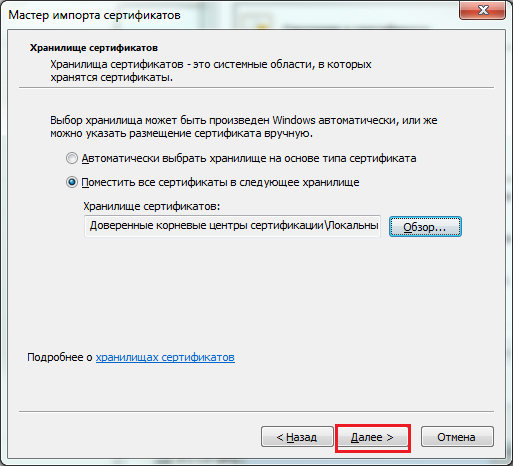 Мастер импорта сертификатов
Хранилище сертификатов
Хранилища сертификатов - это системные области, в которых
хранятся сертификаты.
Выбор хранилища может быть произведен Windows автоматически, или же
можно указать размещение сертификата вручную.
Автоматически выбрать хранилище на основе типа сертификата
Поместить все сертификаты в следующее хранилище
Хранилище сертификатов:
Доверенные корневые центры сертификации\Локальны
Обзор...
Подробнее о хранилищах сертификатов
< Назад
Далее >
Отмена